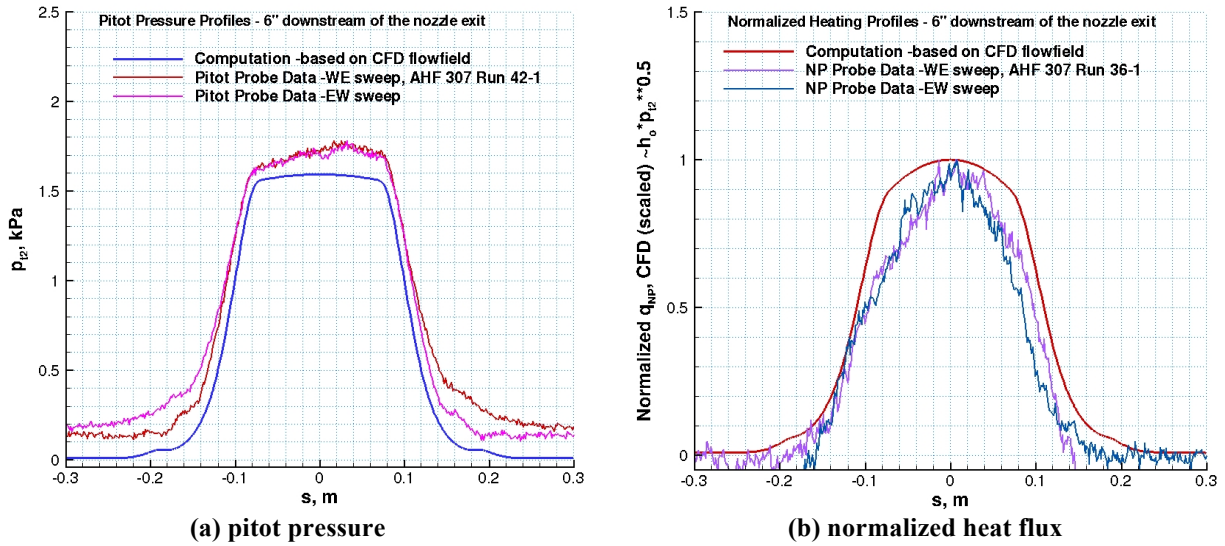 Pitot Pressure Profiles - 6" downstream of the nozzle exit
Computation -based on CFD flowfield
Pitot Probe Data -WE sweep, AHF 307 Run 42-1
Pitot Probe Data -EW sweep
2.5
2
1.5
1
0.5
0
p_t2, kPa
-0.3 -0.2 -0.1 0 0.1 0.2 0.3
s, m
(a) pitot pressure
Normalized Heating Profiles - 6" downstream of the nozzle exit
Computation -based on CFD flowfield
NP Probe Data -WE sweep, AHF 307 Run 36-1
NP Probe Data -EW sweep
1.5
1
0.5
0
Normalized q_NP, CFD (scaled) ~h_o*p_t2**0.5
-0.3 -0.2 -0.1 0 0.1 0.2 0.3
s, m
(b) normalized heat flux